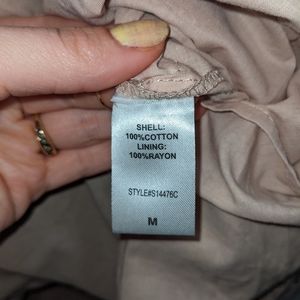 SHELL:
100%COTTON
LINING:
100%RAYON
STYLE#S14476C
M